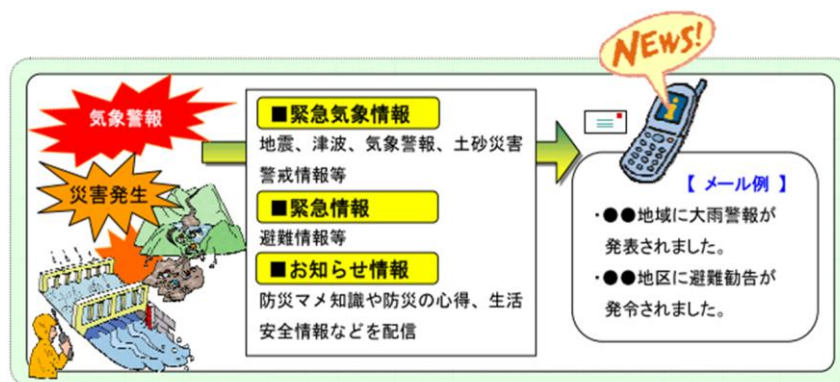 NEWS!
気象警報
災害発生
■緊急気象情報
地震、津波、気象警報、土砂災害
警戒情報等
■緊急情報
避難情報等
■お知らせ情報
防災マメ知識や防災の心得、生活
安全情報などを配信
【 メール例 】
・●●地域に大雨警報が
発表されました。
・●●地区に避難勧告が
発令されました。